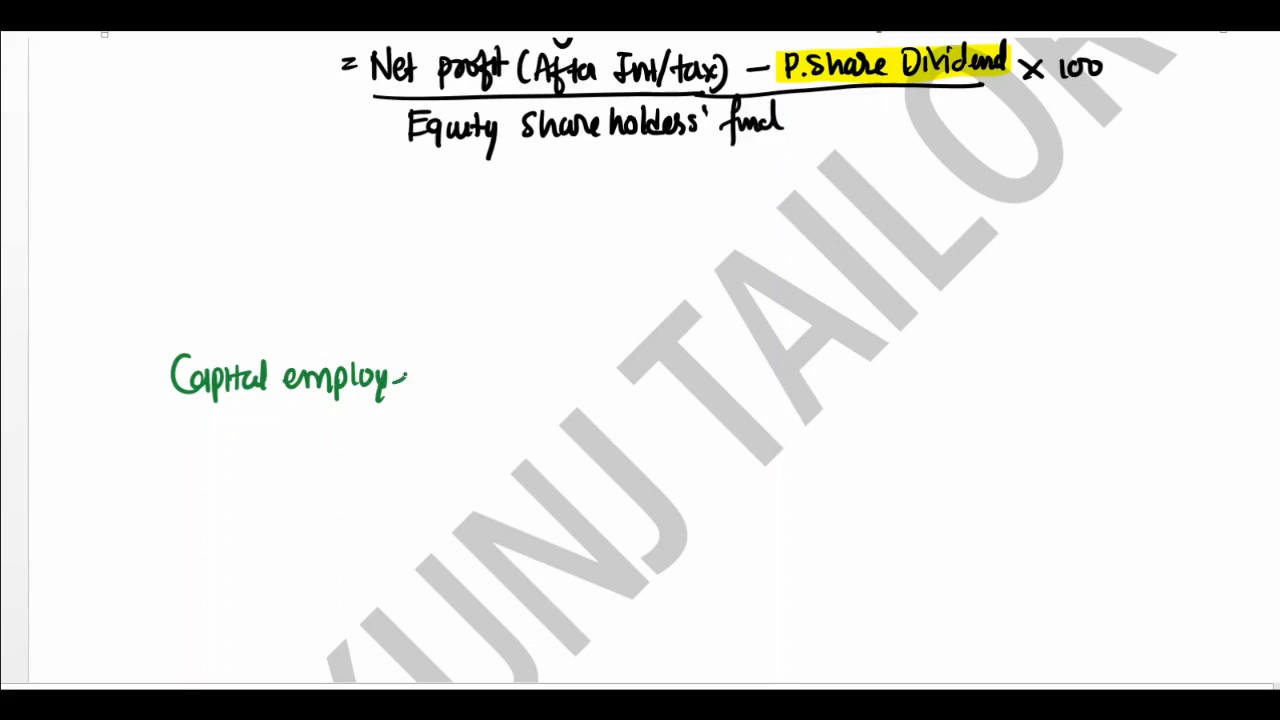 = Net profit (After Int/tax) - P.Share Dividend × 100
Equity Shareholders' fund
Capital employ-
KUNJ TAILOR